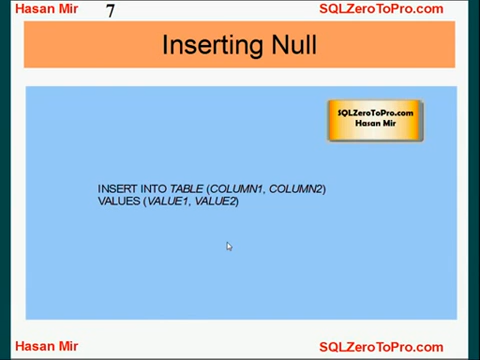 Hasan Mir 7 SQLZeroToPro.com
Inserting Null
SQLZeroToPro.com
Hasan Mir
INSERT INTO TABLE (COLUMN1, COLUMN2)
VALUES (VALUE1, VALUE2)
Hasan Mir SQLZeroToPro.com